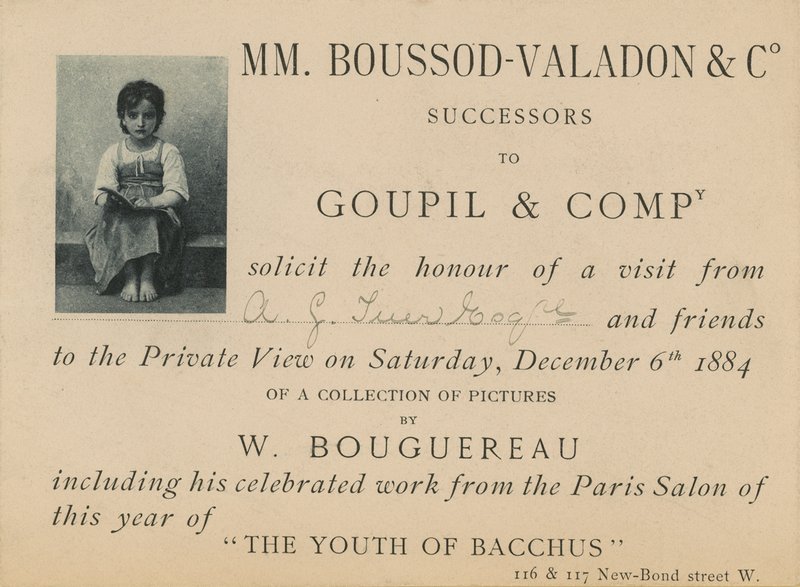 MM. BOUSSOD-VALADON & Cº
SUCCESSORS
TO
GOUPIL & COMPY
solicit the honour of a visit from
A. G. Tuer Esqre and friends
to the Private View on Saturday, December 6th 1884
OF A COLLECTION OF PICTURES
BY
W. BOUGUEREAU
including his celebrated work from the Paris Salon of
this year of
“THE YOUTH OF BACCHUS”
116 & 117 New-Bond street W.